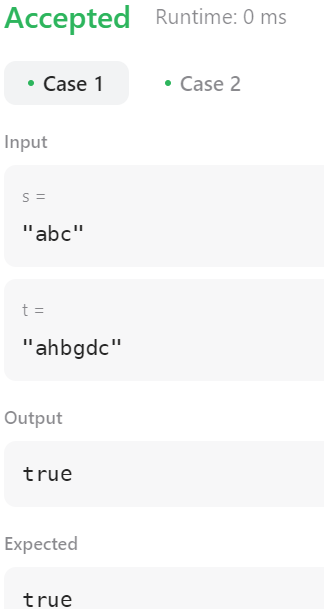 Accepted Runtime: 0 ms
Case 1 Case 2
Input
s =
"abc"
t =
"ahbgdc"
Output
true
Expected
true